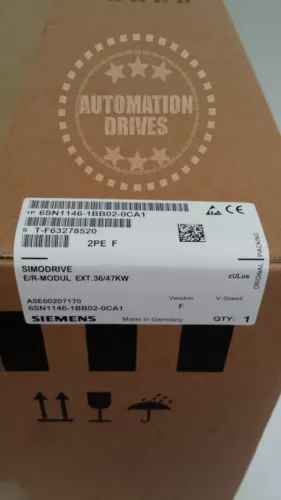 AUTOMATION
DRIVES
1P 6SN1146-1BB02-0CA1
S T-F63278520
2PE F
SIMODRIVE
E/R-MODUL EXT.36/47KW
cULus
ORIGINAL PACKING
A5E00207170
6SN1146-1BB02-0CA1
Version
F
V-Stand
SIEMENS
Made in Germany
QTY: 1